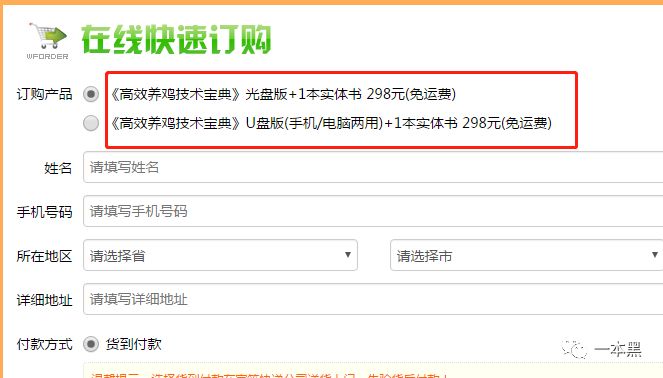 WFORDER
在线快速订购
订购产品 《高效养鸡技术宝典》光盘版+1本实体书 298元(免运费)
《高效养鸡技术宝典》U盘版(手机/电脑两用)+1本实体书 298元(免运费)
姓名 请填写姓名
手机号码 请填写手机号码
所在地区 请选择省 请选择市
详细地址 请填写详细地址
付款方式 货到付款
一本黑